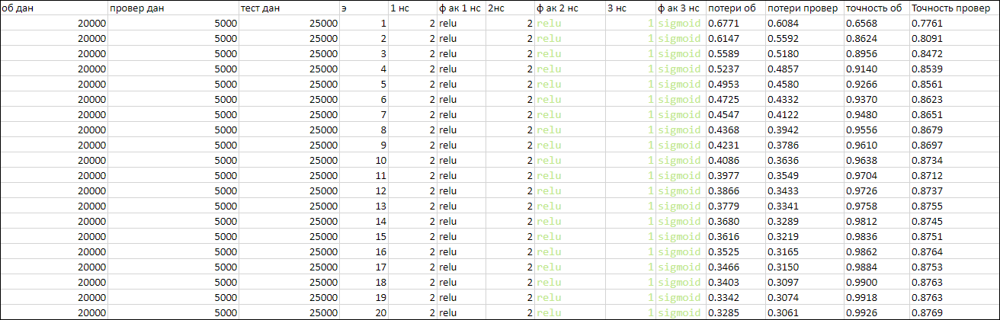 об дан провер дан тест дан э 1 нс ф ак 1 нс 2нс ф ак 2 нс 3 нс ф ак 3 нс потери об потери провер точность об Точность провер
20000 5000 25000 1 2 relu 2 relu 1 sigmoid 0.6771 0.6084 0.6568 0.7761
20000 5000 25000 2 2 relu 2 relu 1 sigmoid 0.6147 0.5592 0.8624 0.8091
20000 5000 25000 3 2 relu 2 relu 1 sigmoid 0.5589 0.5180 0.8956 0.8472
20000 5000 25000 4 2 relu 2 relu 1 sigmoid 0.5237 0.4857 0.9140 0.8539
20000 5000 25000 5 2 relu 2 relu 1 sigmoid 0.4953 0.4580 0.9266 0.8561
20000 5000 25000 6 2 relu 2 relu 1 sigmoid 0.4725 0.4332 0.9370 0.8623
20000 5000 25000 7 2 relu 2 relu 1 sigmoid 0.4547 0.4122 0.9480 0.8651
20000 5000 25000 8 2 relu 2 relu 1 sigmoid 0.4368 0.3942 0.9556 0.8679
20000 5000 25000 9 2 relu 2 relu 1 sigmoid 0.4231 0.3786 0.9610 0.8697
20000 5000 25000 10 2 relu 2 relu 1 sigmoid 0.4086 0.3636 0.9638 0.8734
20000 5000 25000 11 2 relu 2 relu 1 sigmoid 0.3977 0.3549 0.9704 0.8712
20000 5000 25000 12 2 relu 2 relu 1 sigmoid 0.3866 0.3433 0.9726 0.8737
20000 5000 25000 13 2 relu 2 relu 1 sigmoid 0.3779 0.3341 0.9758 0.8755
20000 5000 25000 14 2 relu 2 relu 1 sigmoid 0.3680 0.3289 0.9812 0.8745
20000 5000 25000 15 2 relu 2 relu 1 sigmoid 0.3616 0.3219 0.9836 0.8751
20000 5000 25000 16 2 relu 2 relu 1 sigmoid 0.3525 0.3165 0.9862 0.8764
20000 5000 25000 17 2 relu 2 relu 1 sigmoid 0.3466 0.3150 0.9884 0.8753
20000 5000 25000 18 2 relu 2 relu 1 sigmoid 0.3403 0.3097 0.9900 0.8763
20000 5000 25000 19 2 relu 2 relu 1 sigmoid 0.3342 0.3074 0.9918 0.8763
20000 5000 25000 20 2 relu 2 relu 1 sigmoid 0.3285 0.3061 0.9926 0.8769